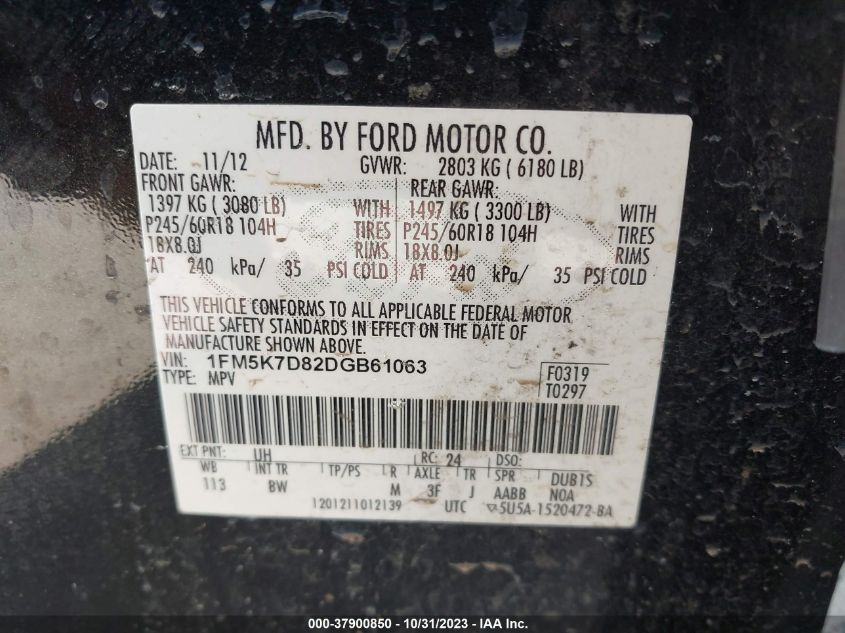 MFD. BY FORD MOTOR CO.
DATE: 11/12 GVWR: 2803 KG ( 6180 LB)
FRONT GAWR: REAR GAWR:
1397 KG ( 3080 LB) WITH 1497 KG ( 3300 LB) WITH
P245/60R18 104H TIRES P245/60R18 104H TIRES
18X8.0J RIMS 18X8.0J RIMS
AT 240 kPa/ 35 PSI COLD AT 240 kPa/ 35 PSI COLD
THIS VEHICLE CONFORMS TO ALL APPLICABLE FEDERAL MOTOR
VEHICLE SAFETY STANDARDS IN EFFECT ON THE DATE OF
MANUFACTURE SHOWN ABOVE.
VIN: 1FM5K7D82DGB61063 F0319
TYPE: MPV T0297
EXT PNT: UH RC: 24 DSO:
WB INT TR TP/PS R AXLE TR SPR DUB1S
113 BW M 3F J AABB N0A
1201211012139 UTC 5U5A-1520472-BA
000-37900850 - 10/31/2023 - IAA Inc.